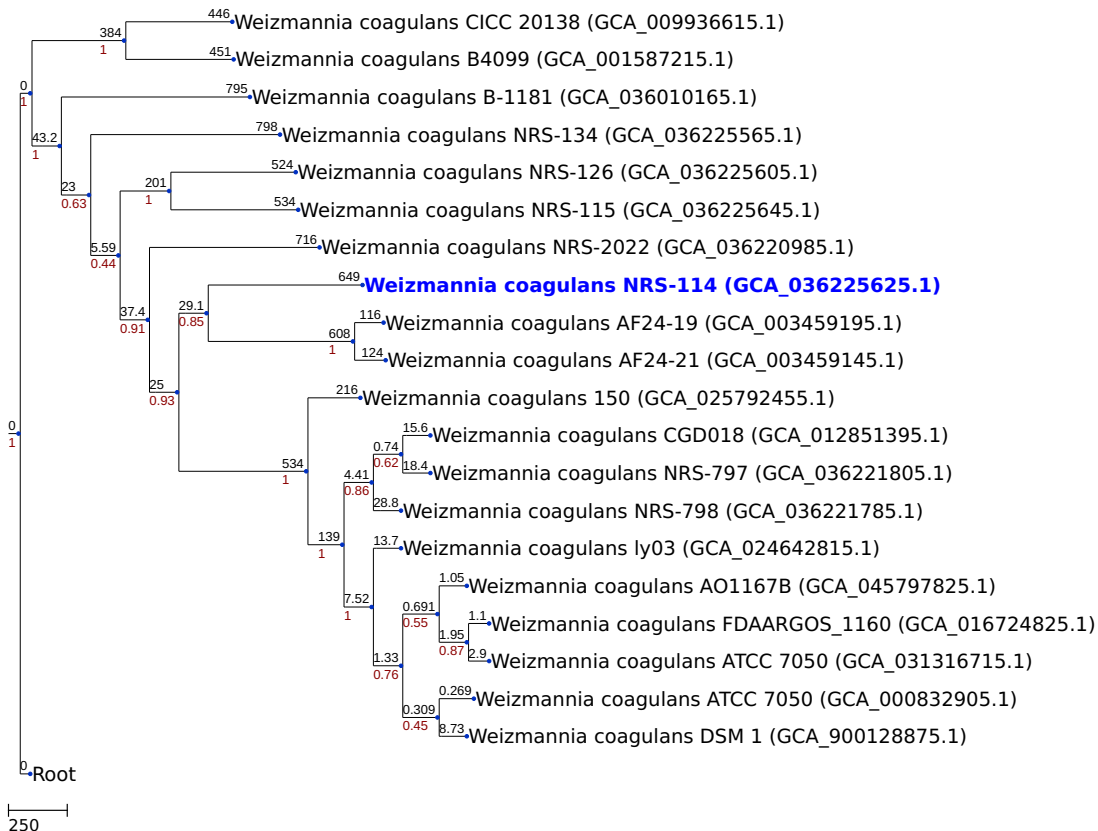 446 Weizmannia coagulans CICC 20138 (GCA_009936615.1)
384
1
451 Weizmannia coagulans B4099 (GCA_001587215.1)
0
1
795 Weizmannia coagulans B-1181 (GCA_036010165.1)
798 Weizmannia coagulans NRS-134 (GCA_036225565.1)
43.2
1
524 Weizmannia coagulans NRS-126 (GCA_036225605.1)
23
0.63
201
1
534 Weizmannia coagulans NRS-115 (GCA_036225645.1)
716 Weizmannia coagulans NRS-2022 (GCA_036220985.1)
5.59
0.44
649 Weizmannia coagulans NRS-114 (GCA_036225625.1)
37.4
0.91
29.1
0.85
116 Weizmannia coagulans AF24-19 (GCA_003459195.1)
608
1
124 Weizmannia coagulans AF24-21 (GCA_003459145.1)
25
0.93
216 Weizmannia coagulans 150 (GCA_025792455.1)
0
1
15.6 Weizmannia coagulans CGD018 (GCA_012851395.1)
0.74
0.62
18.4 Weizmannia coagulans NRS-797 (GCA_036221805.1)
534
1
4.41
0.86
28.8 Weizmannia coagulans NRS-798 (GCA_036221785.1)
139
1
13.7 Weizmannia coagulans ly03 (GCA_024642815.1)
1.05 Weizmannia coagulans AO1167B (GCA_045797825.1)
7.52
1
0.691
0.55
1.1 Weizmannia coagulans FDAARGOS_1160 (GCA_016724825.1)
1.95
0.87
2.9 Weizmannia coagulans ATCC 7050 (GCA_031316715.1)
1.33
0.76
0.269 Weizmannia coagulans ATCC 7050 (GCA_000832905.1)
0.309
0.45
8.73 Weizmannia coagulans DSM 1 (GCA_900128875.1)
0 Root
250